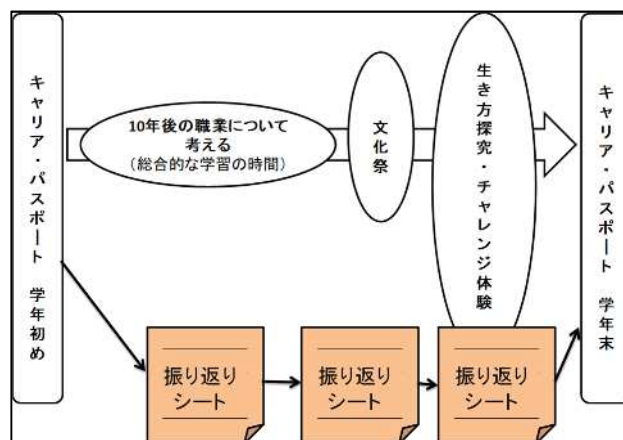 キャリア・パスポート 学年初め
10年後の職業について
考える
（総合的な学習の時間）
文化祭
生き方探究・チャレンジ体験
キャリア・パスポート 学年末
振り返り
シート
振り返り
シート
振り返り
シート